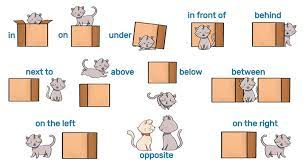 in on under in front of behind
next to above below between
on the left opposite on the right